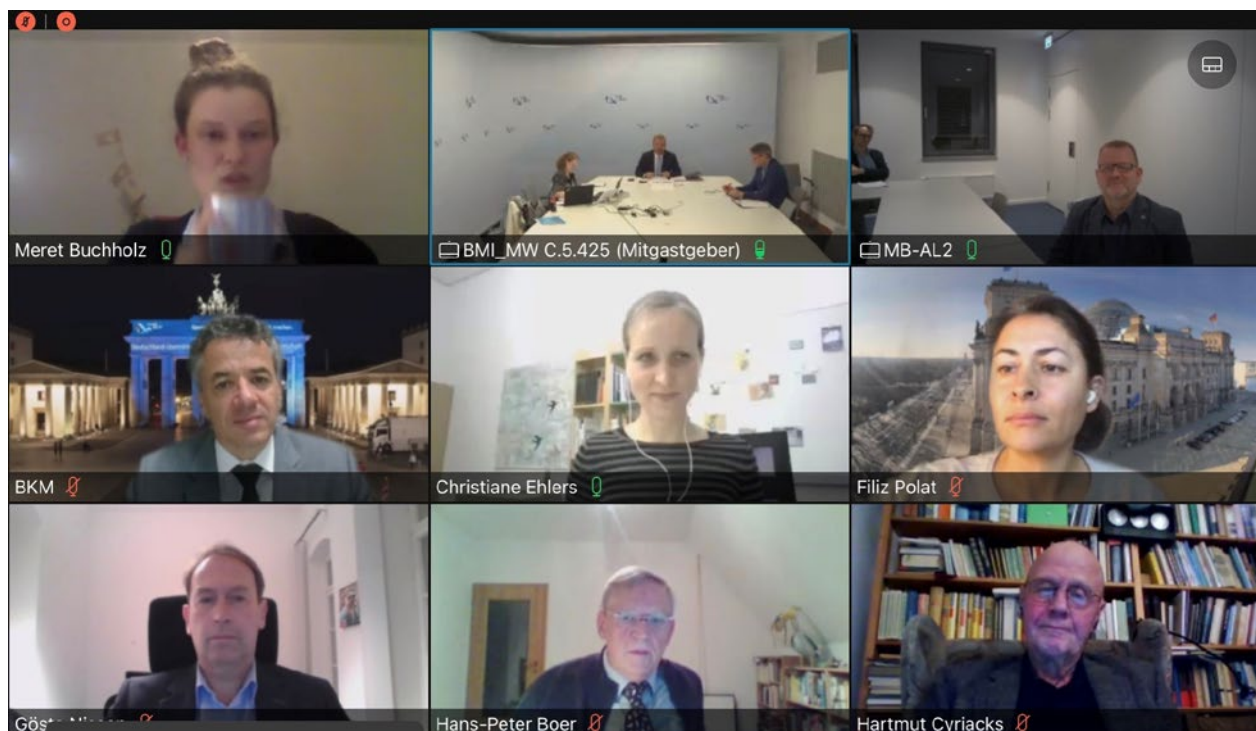 Meret Buchholz
BMI_MW C.5.425 (Mitgastgeber)
MB-AL2
BKM
Christiane Ehlers
Filiz Polat
Hans-Peter Boer
Hartmut Cyriacks